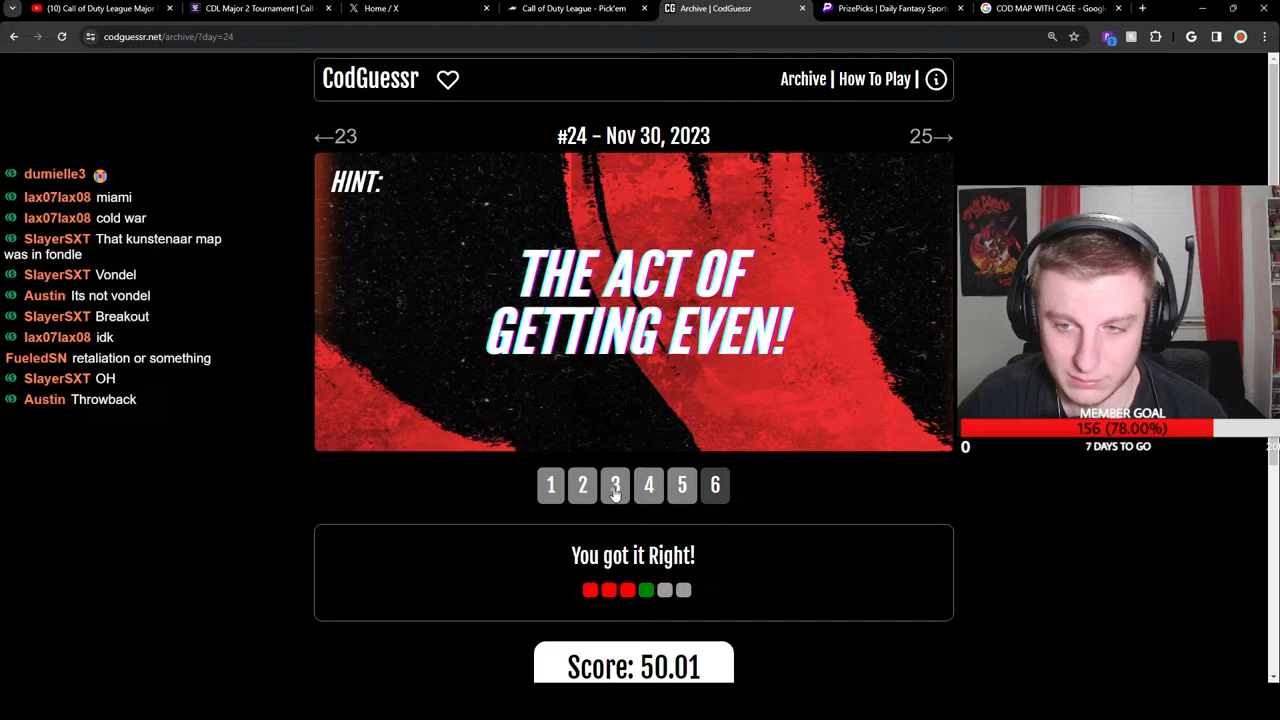 (10) Call of Duty League Major
CDL Major 2 Tournament | Call
Home / X
Call of Duty League - Pick'em
CG Archive | CodGuessr
PrizePicks | Daily Fantasy Sport
COD MAP WITH CAGE - Google
codguessr.net/archive/?day=24
CodGuessr
Archive | How To Play |
←23
#24 - Nov 30, 2023
25→
HINT:
THE ACT OF
GETTING EVEN!
dumielle3
lax07lax08 miami
lax07lax08 cold war
SlayerSXT That kunstenaar map
was in fondle
SlayerSXT Vondel
Austin Its not vondel
SlayerSXT Breakout
lax07lax08 idk
FueledSN retaliation or something
SlayerSXT OH
Austin Throwback
MEMBER GOAL
156 (78.00%)
0
7 DAYS TO GO
1 2 3 4 5 6
You got it Right!
Score: 50.01